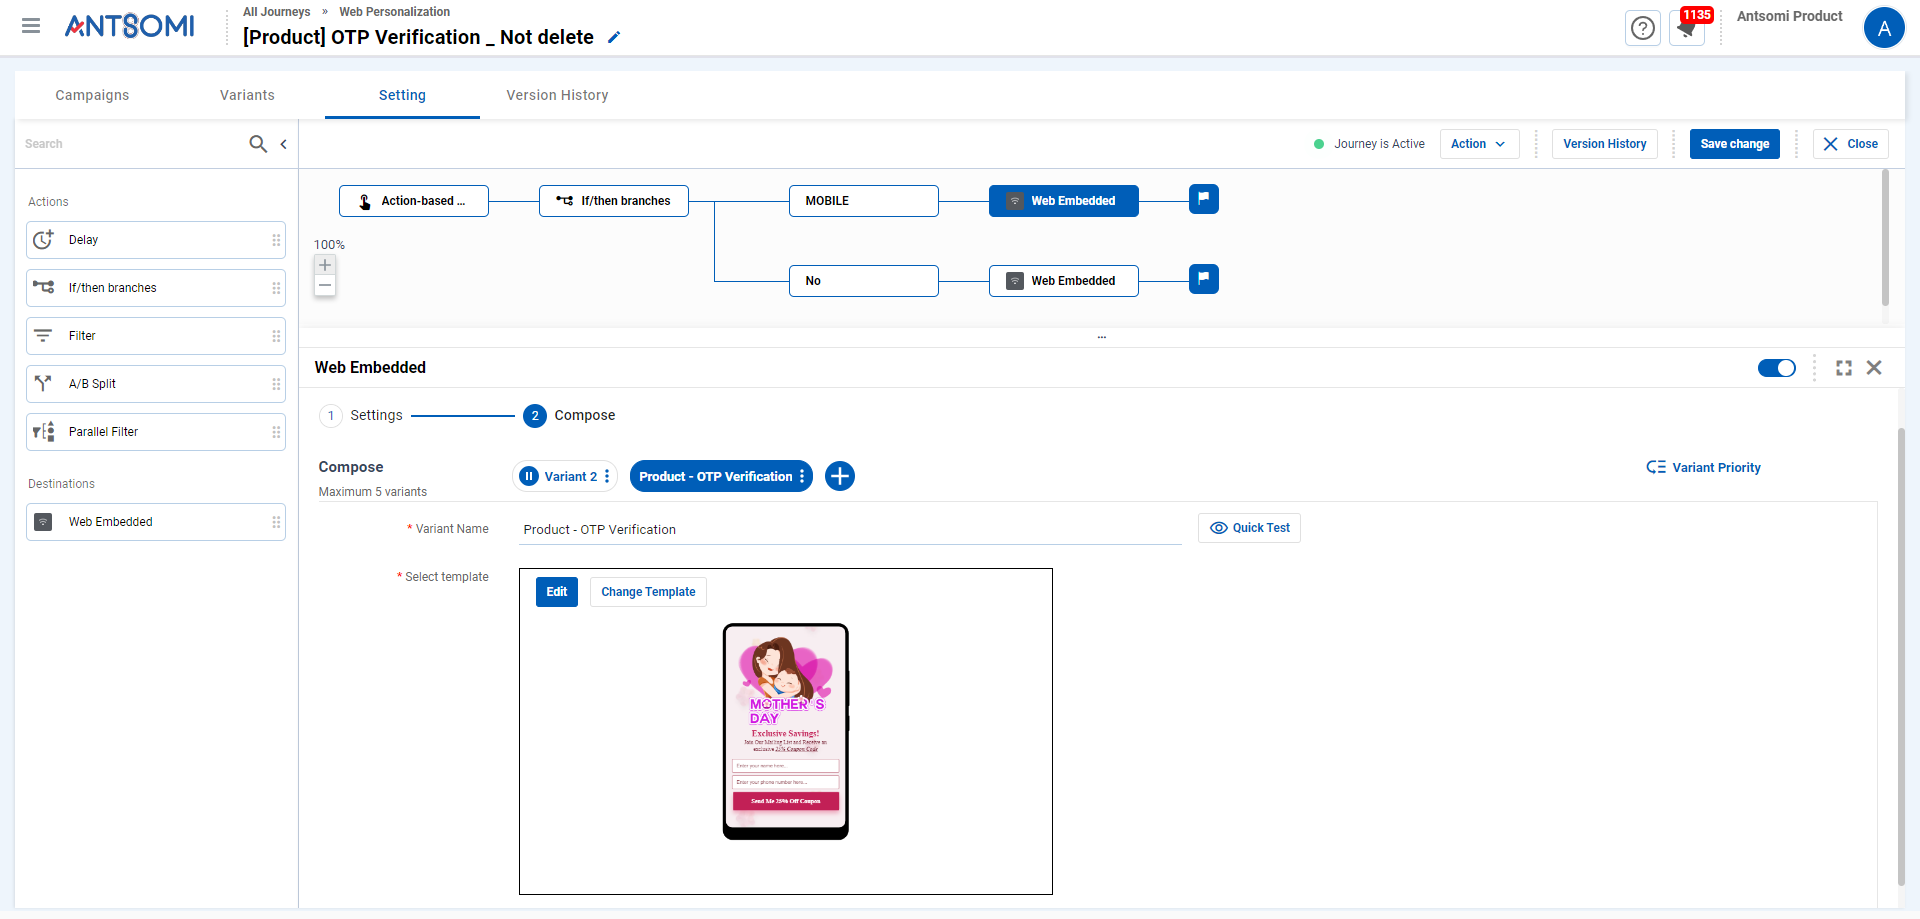 ANTSOMI
All Journeys » Web Personalization
[Product] OTP Verification _ Not delete
1135
Antsomi Product
A
Campaigns
Variants
Setting
Version History
Search
Journey is Active
Action
Version History
Save change
Close
Actions
Delay
If/then branches
Filter
A/B Split
Parallel Filter
Destinations
Web Embedded
Action-based ...
If/then branches
MOBILE
Web Embedded
100%
No
Web Embedded
...
Web Embedded
1 Settings
2 Compose
Compose
Maximum 5 variants
Variant 2
Product - OTP Verification
Variant Priority
* Variant Name
Product - OTP Verification
Quick Test
* Select template
Edit
Change Template
MOTHER'S
DAY
Exclusive Savings!
Join Our Mailing List and Receive an
exclusive 25% Coupon Code
Enter your name here...
Enter your phone number here...
Send Me 25% Off Coupon